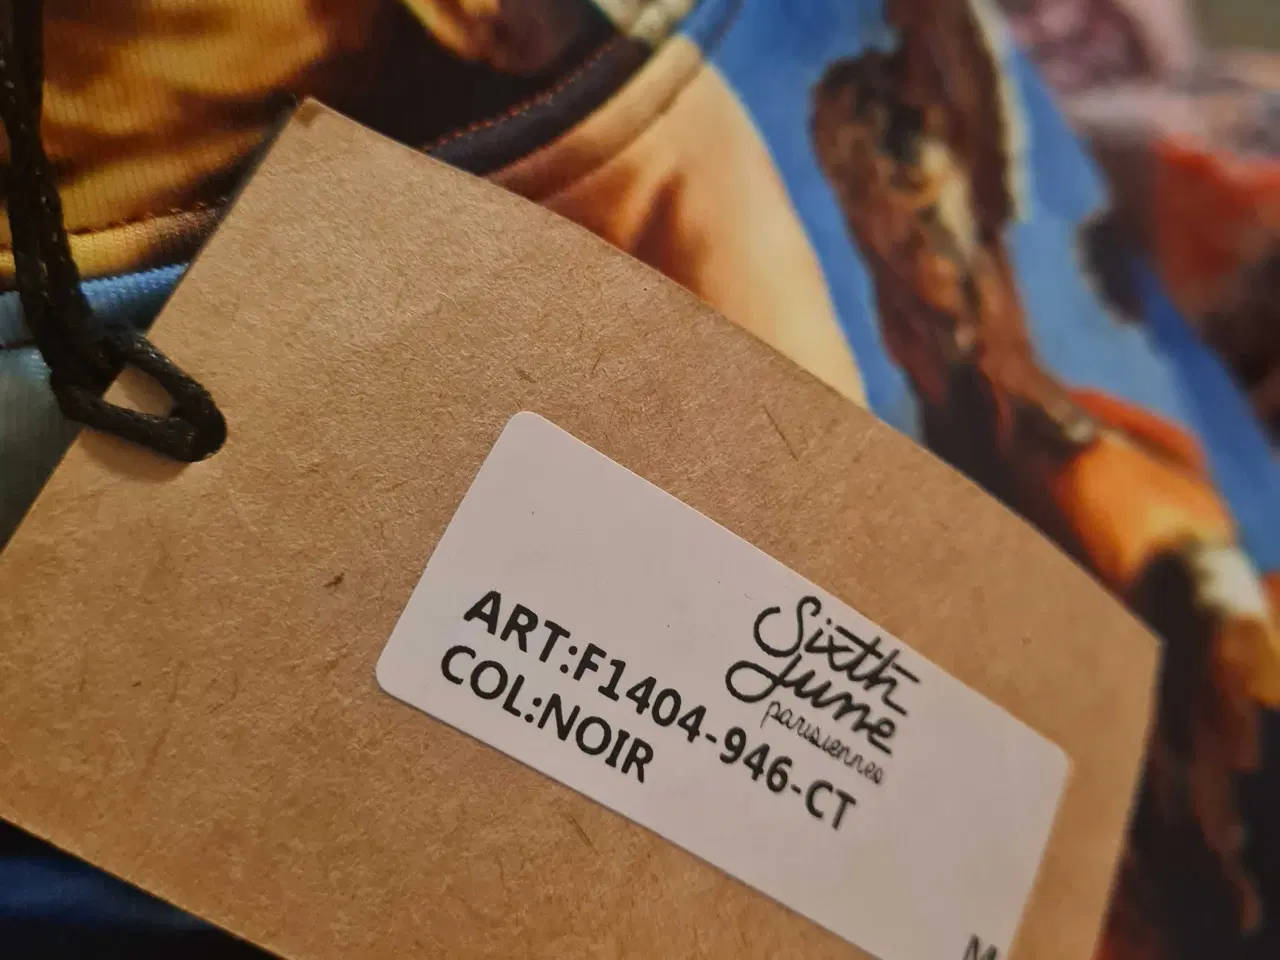 Sixth
June
parisiennes
ART:F1404-946-CT
COL:NOIR
M